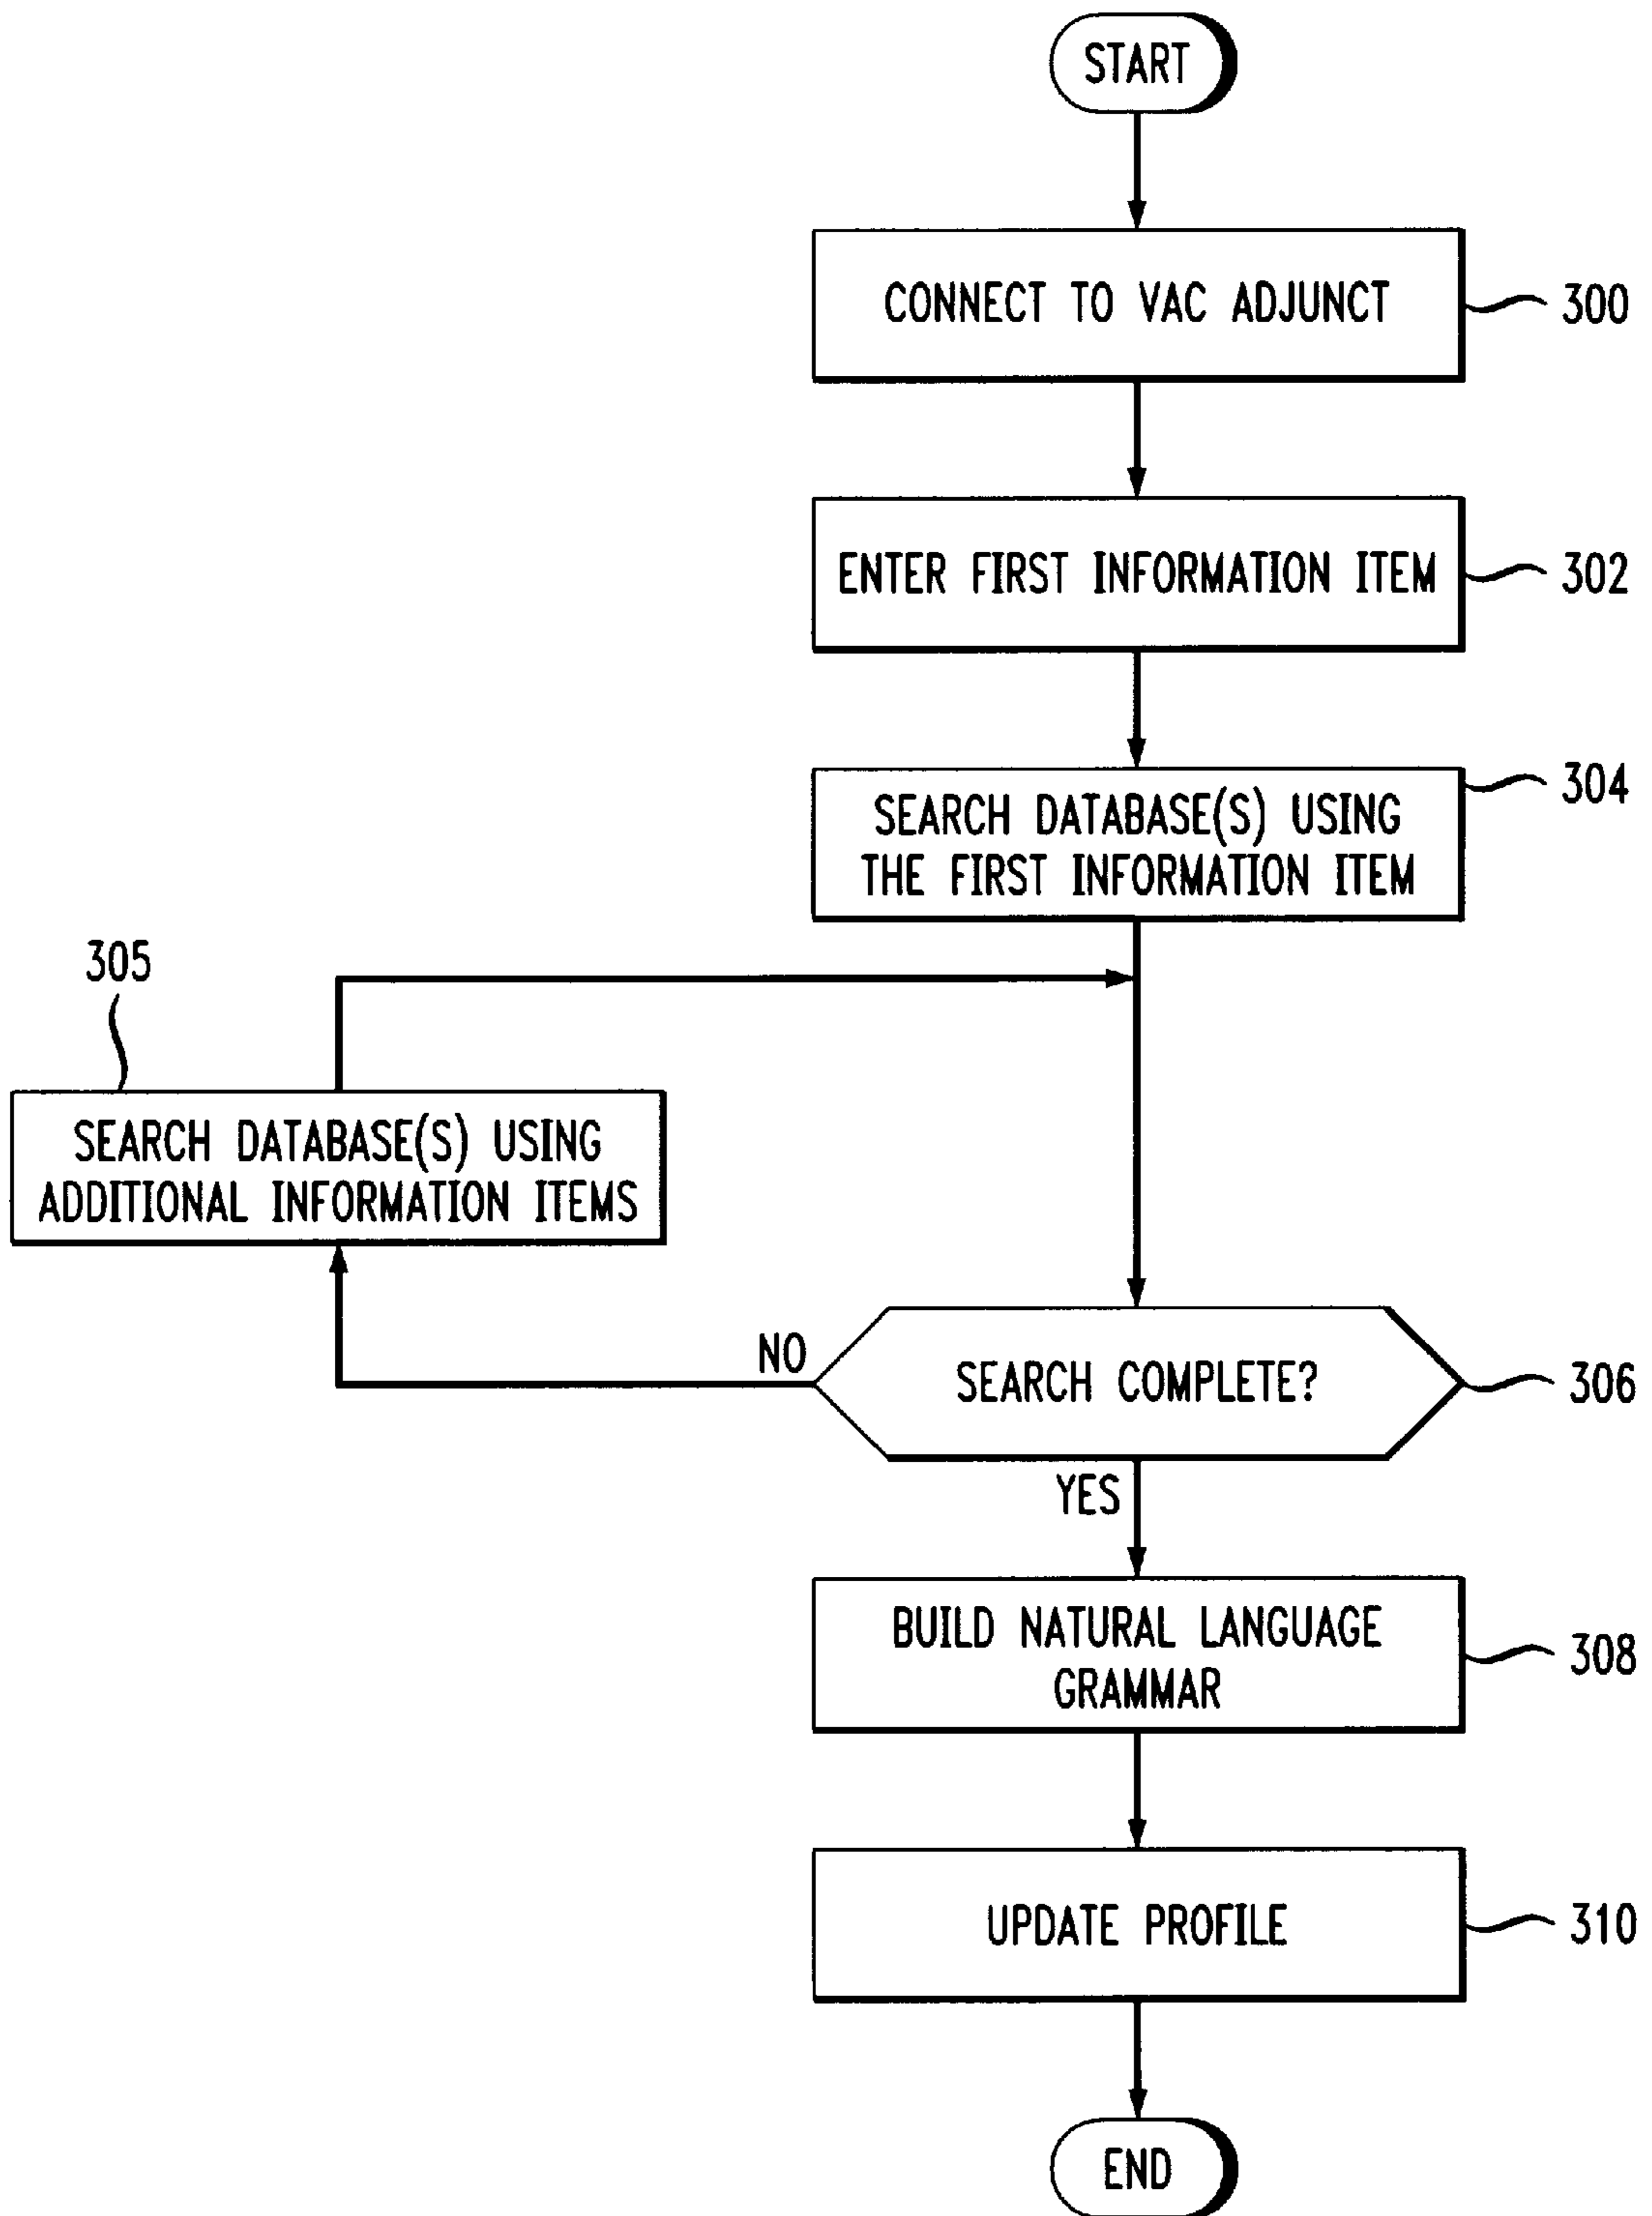 START
CONNECT TO VAC ADJUNCT
300
ENTER FIRST INFORMATION ITEM
302
SEARCH DATABASE(S) USING
THE FIRST INFORMATION ITEM
304
305
SEARCH DATABASE(S) USING
ADDITIONAL INFORMATION ITEMS
NO
SEARCH COMPLETE?
306
YES
BUILD NATURAL LANGUAGE
GRAMMAR
308
UPDATE PROFILE
310
END